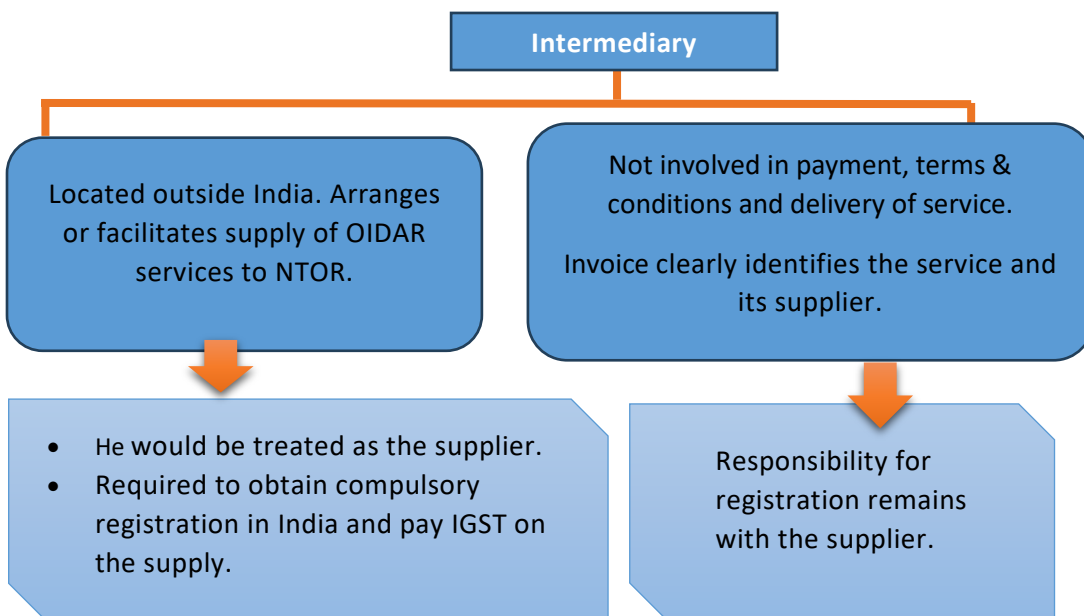 Intermediary
Located outside India. Arranges
or facilitates supply of OIDAR
services to NTOR.
Not involved in payment, terms &
conditions and delivery of service.
Invoice clearly identifies the service and
its supplier.
• He would be treated as the supplier.
• Required to obtain compulsory
registration in India and pay IGST on
the supply.
Responsibility for
registration remains
with the supplier.